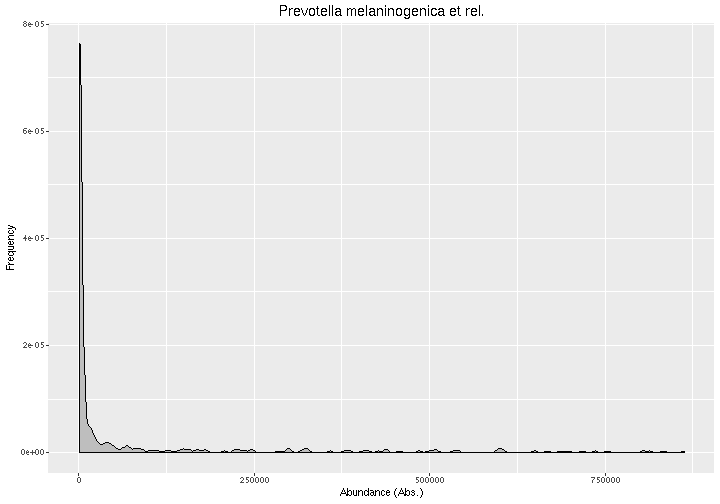 Prevotella melaninogenica et rel.
8e-05
6e-05
4e-05
2e-05
0e+00
Frequency
0 250000 500000 750000
Abundance (Abs.)